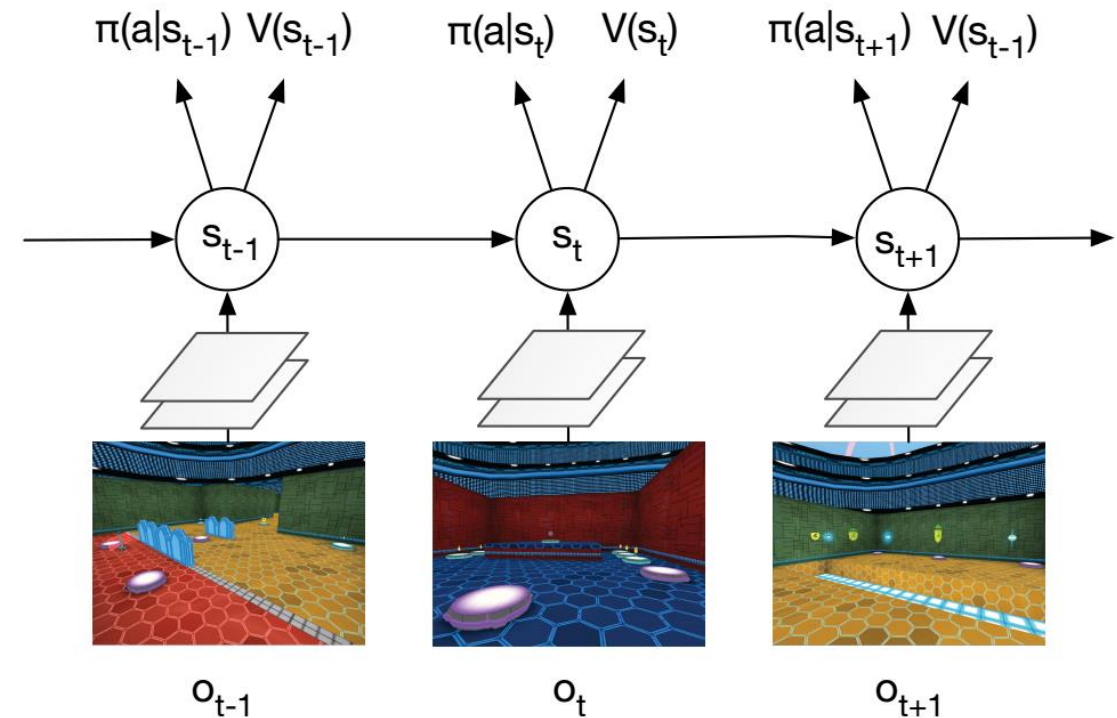 π(a|s_{t-1}) V(s_{t-1}) π(a|s_t) V(s_t) π(a|s_{t+1}) V(s_{t-1})
s_{t-1} s_t s_{t+1}
o_{t-1} o_t o_{t+1}